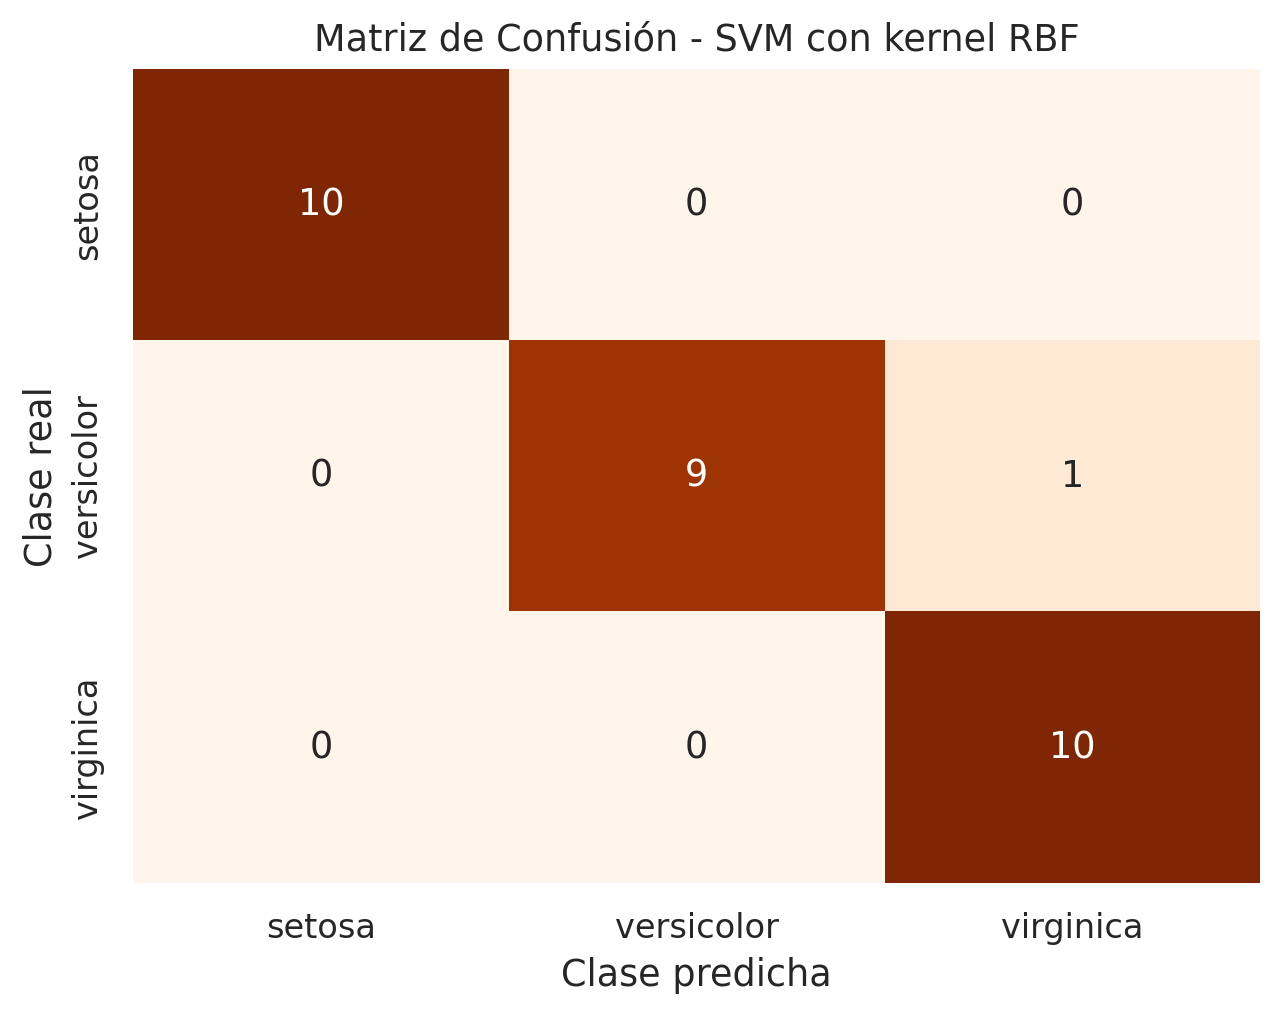 Matriz de Confusión - SVM con kernel RBF
Clase real
setosa
10 0 0
versicolor
0 9 1
virginica
0 0 10
setosa versicolor virginica
Clase predicha